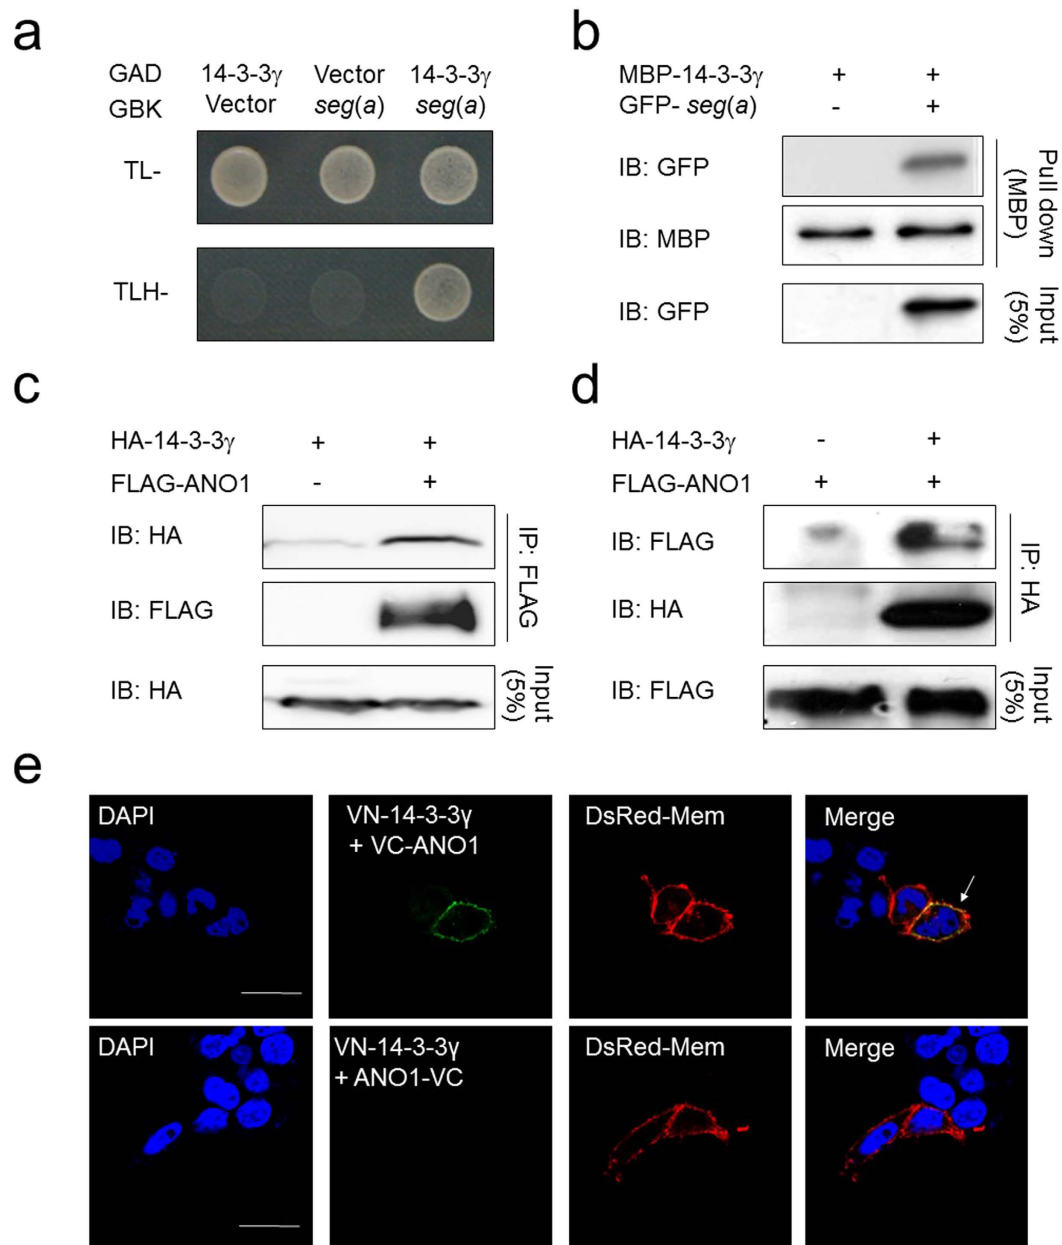 a
GAD 14-3-3γ Vector 14-3-3γ
GBK Vector seg(a) seg(a)
TL-
TLH-
b
MBP-14-3-3γ + +
GFP- seg(a) - +
IB: GFP
IB: MBP
Pull down
(MBP)
IB: GFP
Input
(5%)
c
HA-14-3-3γ + +
FLAG-ANO1 - +
IB: HA
IB: FLAG
IP: FLAG
IB: HA
Input
(5%)
d
HA-14-3-3γ - +
FLAG-ANO1 + +
IB: FLAG
IB: HA
IP: HA
IB: FLAG
Input
(5%)
e
DAPI
VN-14-3-3γ
+ VC-ANO1
DsRed-Mem
Merge
DAPI
VN-14-3-3γ
+ ANO1-VC
DsRed-Mem
Merge